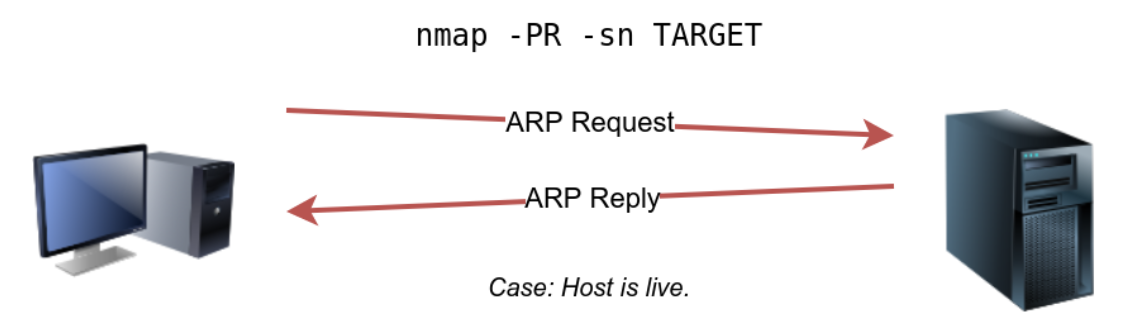 nmap -PR -sn TARGET
ARP Request
ARP Reply
Case: Host is live.